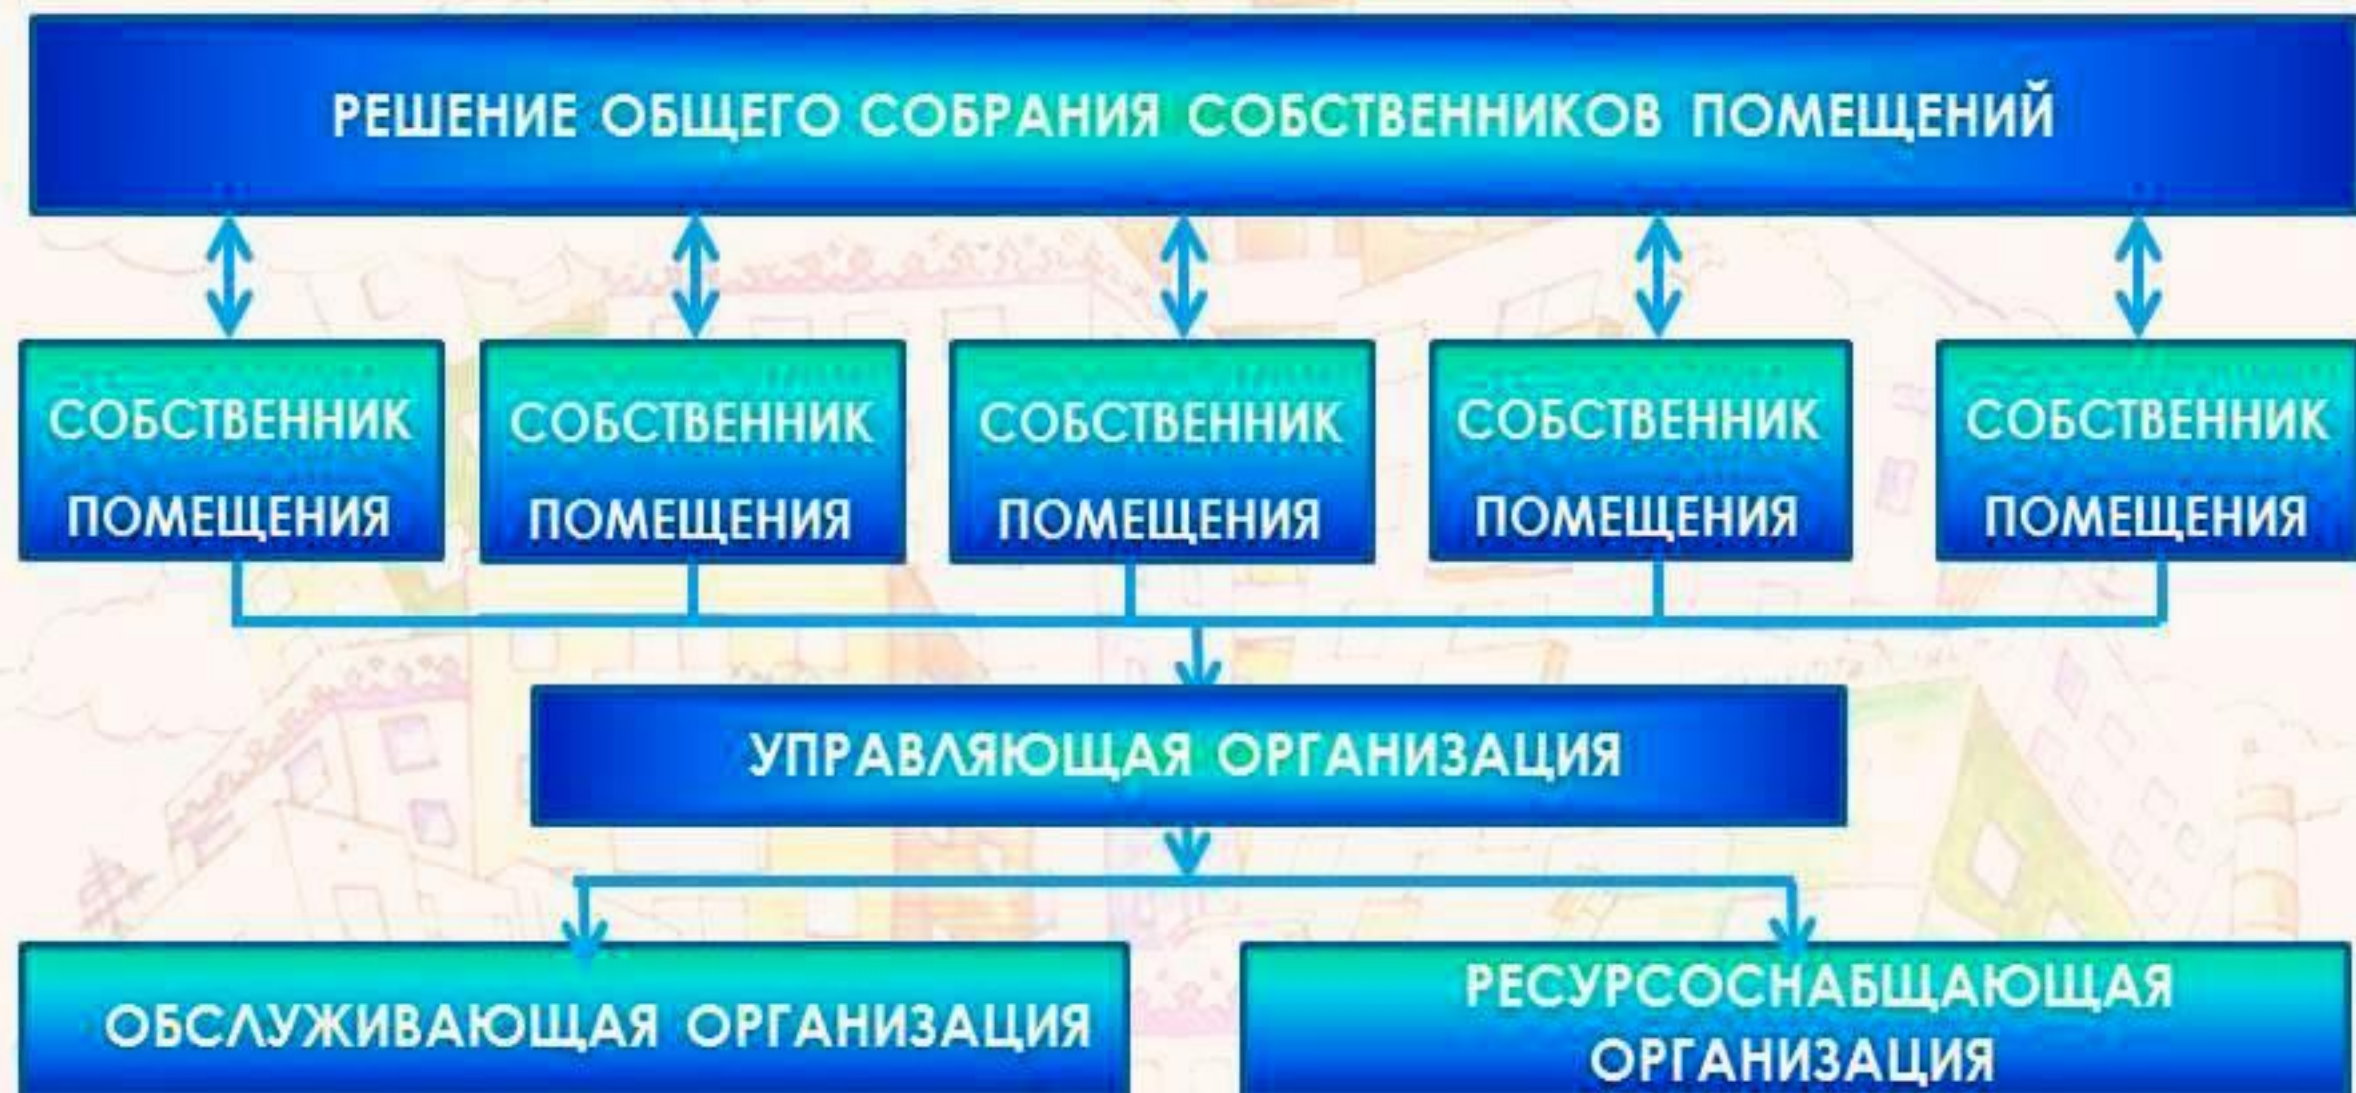 РЕШЕНИЕ ОБЩЕГО СОБРАНИЯ СОБСТВЕННИКОВ ПОМЕЩЕНИЙ
СОБСТВЕННИК
ПОМЕЩЕНИЯ
СОБСТВЕННИК
ПОМЕЩЕНИЯ
СОБСТВЕННИК
ПОМЕЩЕНИЯ
СОБСТВЕННИК
ПОМЕЩЕНИЯ
СОБСТВЕННИК
ПОМЕЩЕНИЯ
УПРАВЛЯЮЩАЯ ОРГАНИЗАЦИЯ
ОБСЛУЖИВАЮЩАЯ ОРГАНИЗАЦИЯ
РЕСУРСОСНАБЩАЮЩАЯ
ОРГАНИЗАЦИЯ